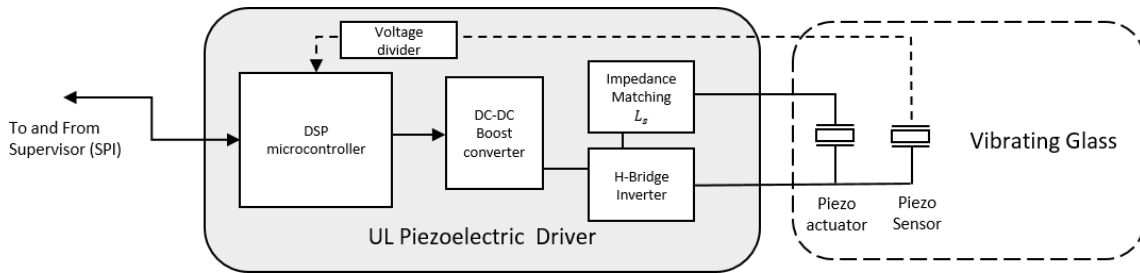 Voltage
divider
To and From
Supervisor (SPI)
DSP
microcontroller
DC-DC
Boost
converter
Impedance
Matching
L_s
H-Bridge
Inverter
UL Piezoelectric Driver
Piezo
actuator
Piezo
Sensor
Vibrating Glass